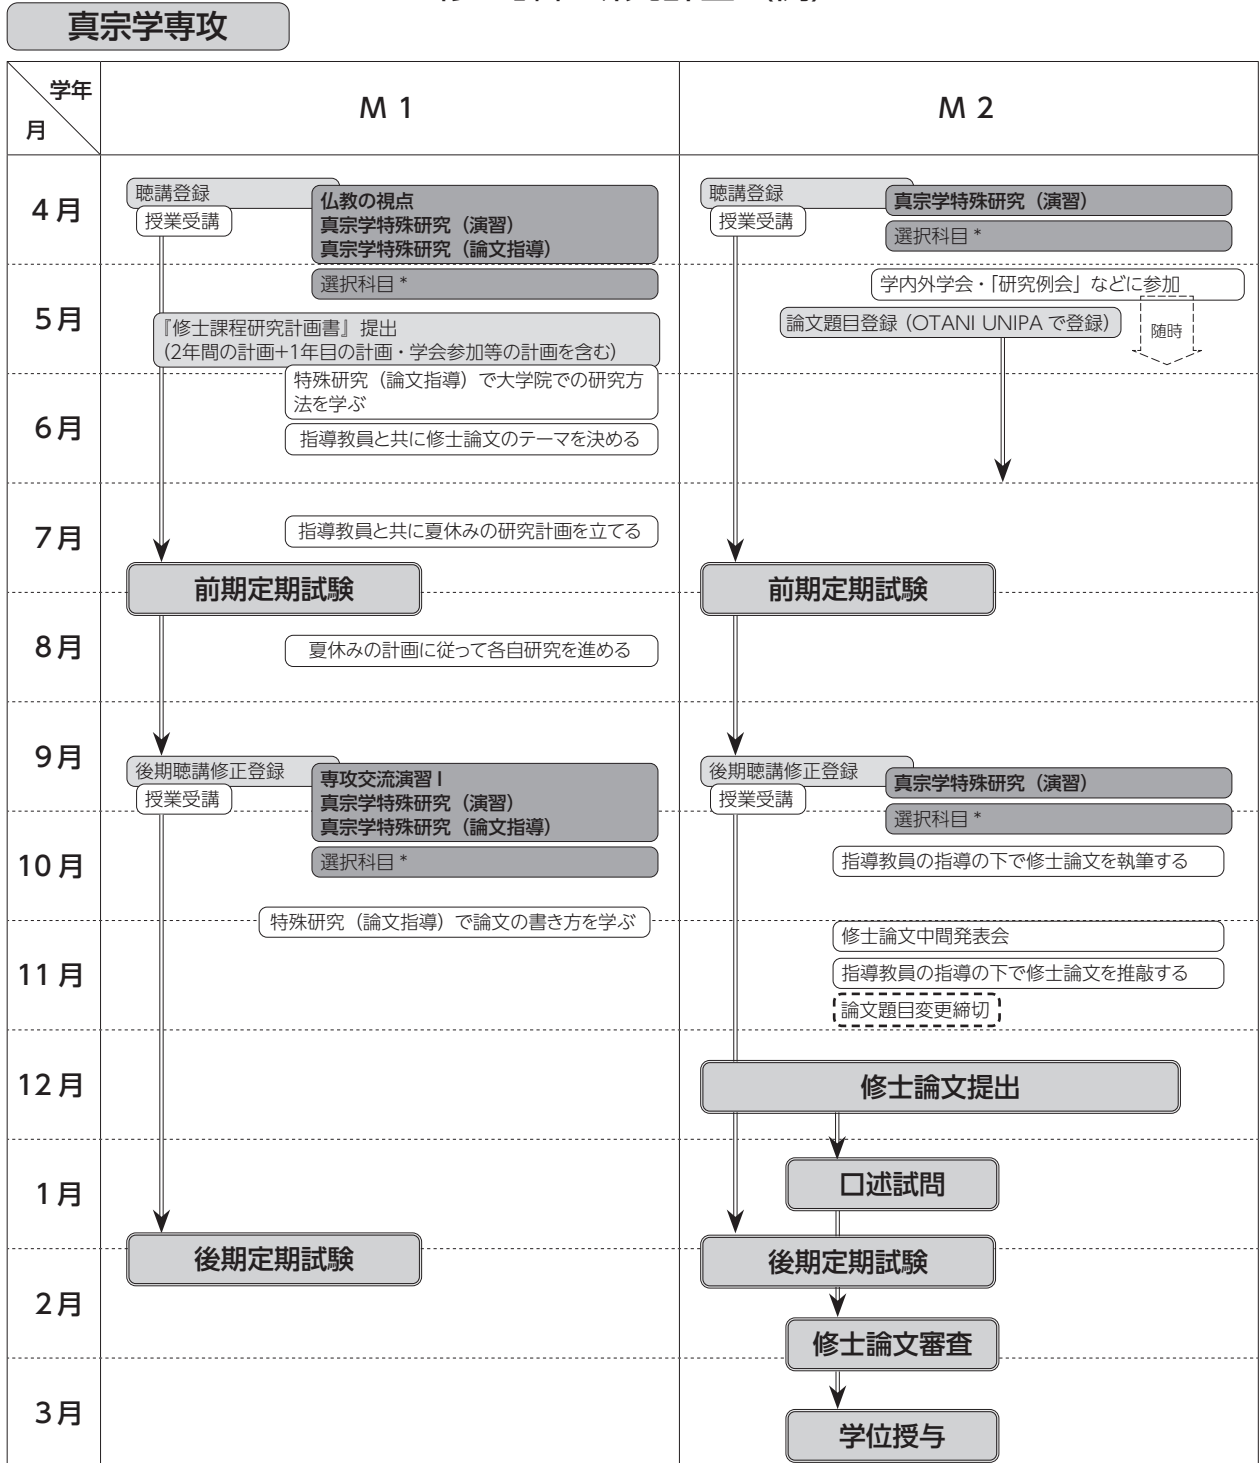 真宗学専攻
学年
月
M 1
M 2
4月
聴講登録
授業受講
仏教の視点
真宗学特殊研究（演習）
真宗学特殊研究（論文指導）
選択科目*
聴講登録
授業受講
真宗学特殊研究（演習）
選択科目*
5月
『修士課程研究計画書』提出
(2年間の計画+1年目の計画・学会参加等の計画を含む)
学内外学会・「研究例会」などに参加
論文題目登録（OTANI UNIPA で登録）
随時
6月
特殊研究（論文指導）で大学院での研究方
法を学ぶ
指導教員と共に修士論文のテーマを決める
7月
指導教員と共に夏休みの研究計画を立てる
前期定期試験
前期定期試験
8月
夏休みの計画に従って各自研究を進める
9月
後期聴講修正登録
授業受講
専攻交流演習Ⅰ
真宗学特殊研究（演習）
真宗学特殊研究（論文指導）
選択科目*
後期聴講修正登録
授業受講
真宗学特殊研究（演習）
選択科目*
10月
指導教員の指導の下で修士論文を執筆する
特殊研究（論文指導）で論文の書き方を学ぶ
11月
修士論文中間発表会
指導教員の指導の下で修士論文を推敲する
論文題目変更締切
12月
修士論文提出
1月
口述試問
後期定期試験
後期定期試験
2月
修士論文審査
3月
学位授与